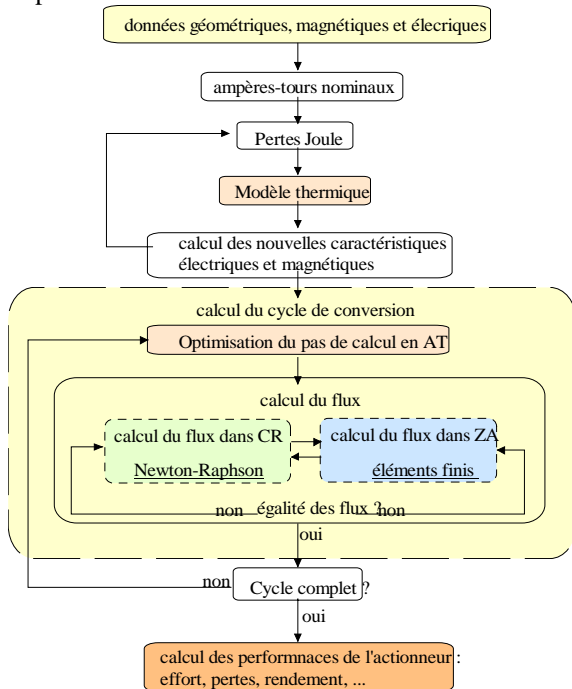 données géométriques, magnétiques et élecriques
ampères-tours nominaux
Pertes Joule
Modèle thermique
calcul des nouvelles caractéristiques
électriques et magnétiques
calcul du cycle de conversion
Optimisation du pas de calcul en AT
calcul du flux
calcul du flux dans CR
Newton-Raphson
calcul du flux dans ZA
éléments finis
non égalité des flux ? non
oui
non
Cycle complet ?
oui
calcul des performnaces de l'actionneur :
effort, pertes, rendement, ...